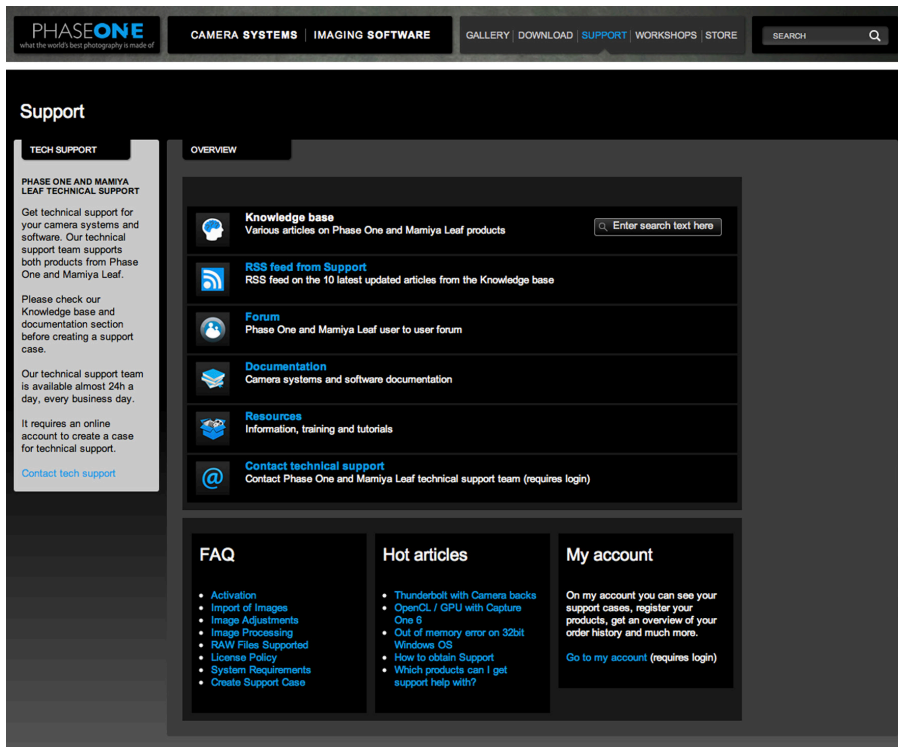 PHASEONE
what the world's best photography is made of
CAMERA SYSTEMS | IMAGING SOFTWARE
GALLERY | DOWNLOAD | SUPPORT | WORKSHOPS | STORE
SEARCH
Support
TECH SUPPORT
PHASE ONE AND MAMIYA
LEAF TECHNICAL SUPPORT
Get technical support for
your camera systems and
software. Our technical
support team supports
both products from Phase
One and Mamiya Leaf.
Please check our
Knowledge base and
documentation section
before creating a support
case.
Our technical support team
is available almost 24h a
day, every business day.
It requires an online
account to create a case
for technical support.
Contact tech support
OVERVIEW
Knowledge base
Various articles on Phase One and Mamiya Leaf products
Enter search text here
RSS feed from Support
RSS feed on the 10 latest updated articles from the Knowledge base
Forum
Phase One and Mamiya Leaf user to user forum
Documentation
Camera systems and software documentation
Resources
Information, training and tutorials
@
Contact technical support
Contact Phase One and Mamiya Leaf technical support team (requires login)
FAQ
• Activation
• Import of Images
• Image Adjustments
• Image Processing
• RAW Files Supported
• License Policy
• System Requirements
• Create Support Case
Hot articles
• Thunderbolt with Camera backs
• OpenCL / GPU with Capture
One 6
• Out of memory error on 32bit
Windows OS
• How to obtain Support
• Which products can I get
support help with?
My account
On my account you can see your
support cases, register your
products, get an overview of your
order history and much more.
Go to my account (requires login)